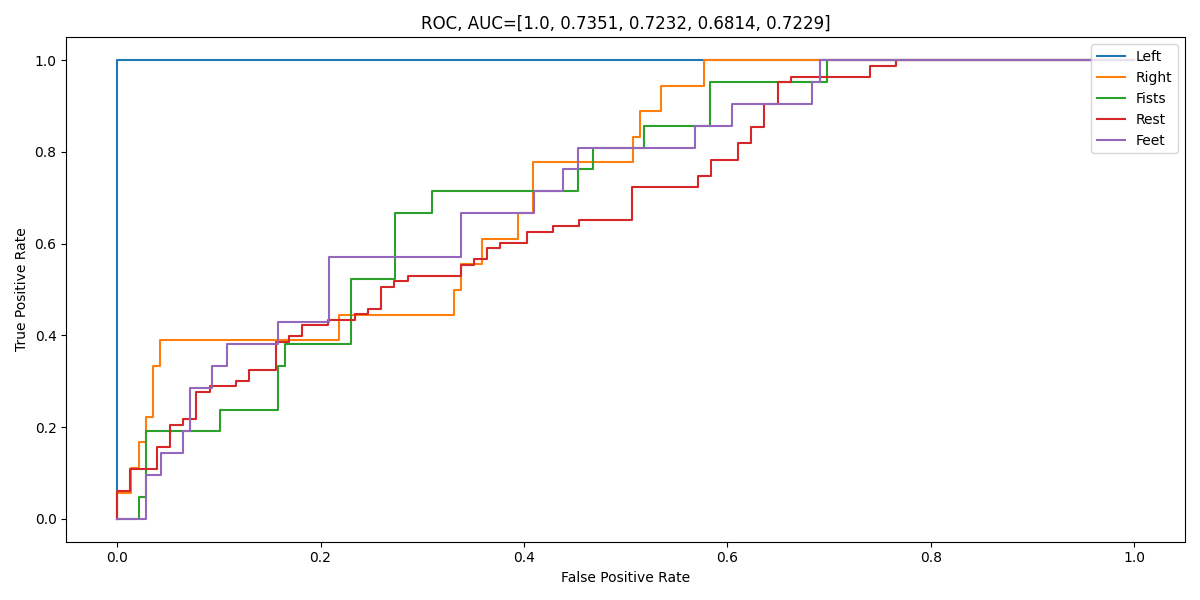 ROC, AUC=[1.0, 0.7351, 0.7232, 0.6814, 0.7229]
Left
Right
Fists
Rest
Feet
True Positive Rate
1.0
0.8
0.6
0.4
0.2
0.0
0.0 0.2 0.4 0.6 0.8 1.0
False Positive Rate